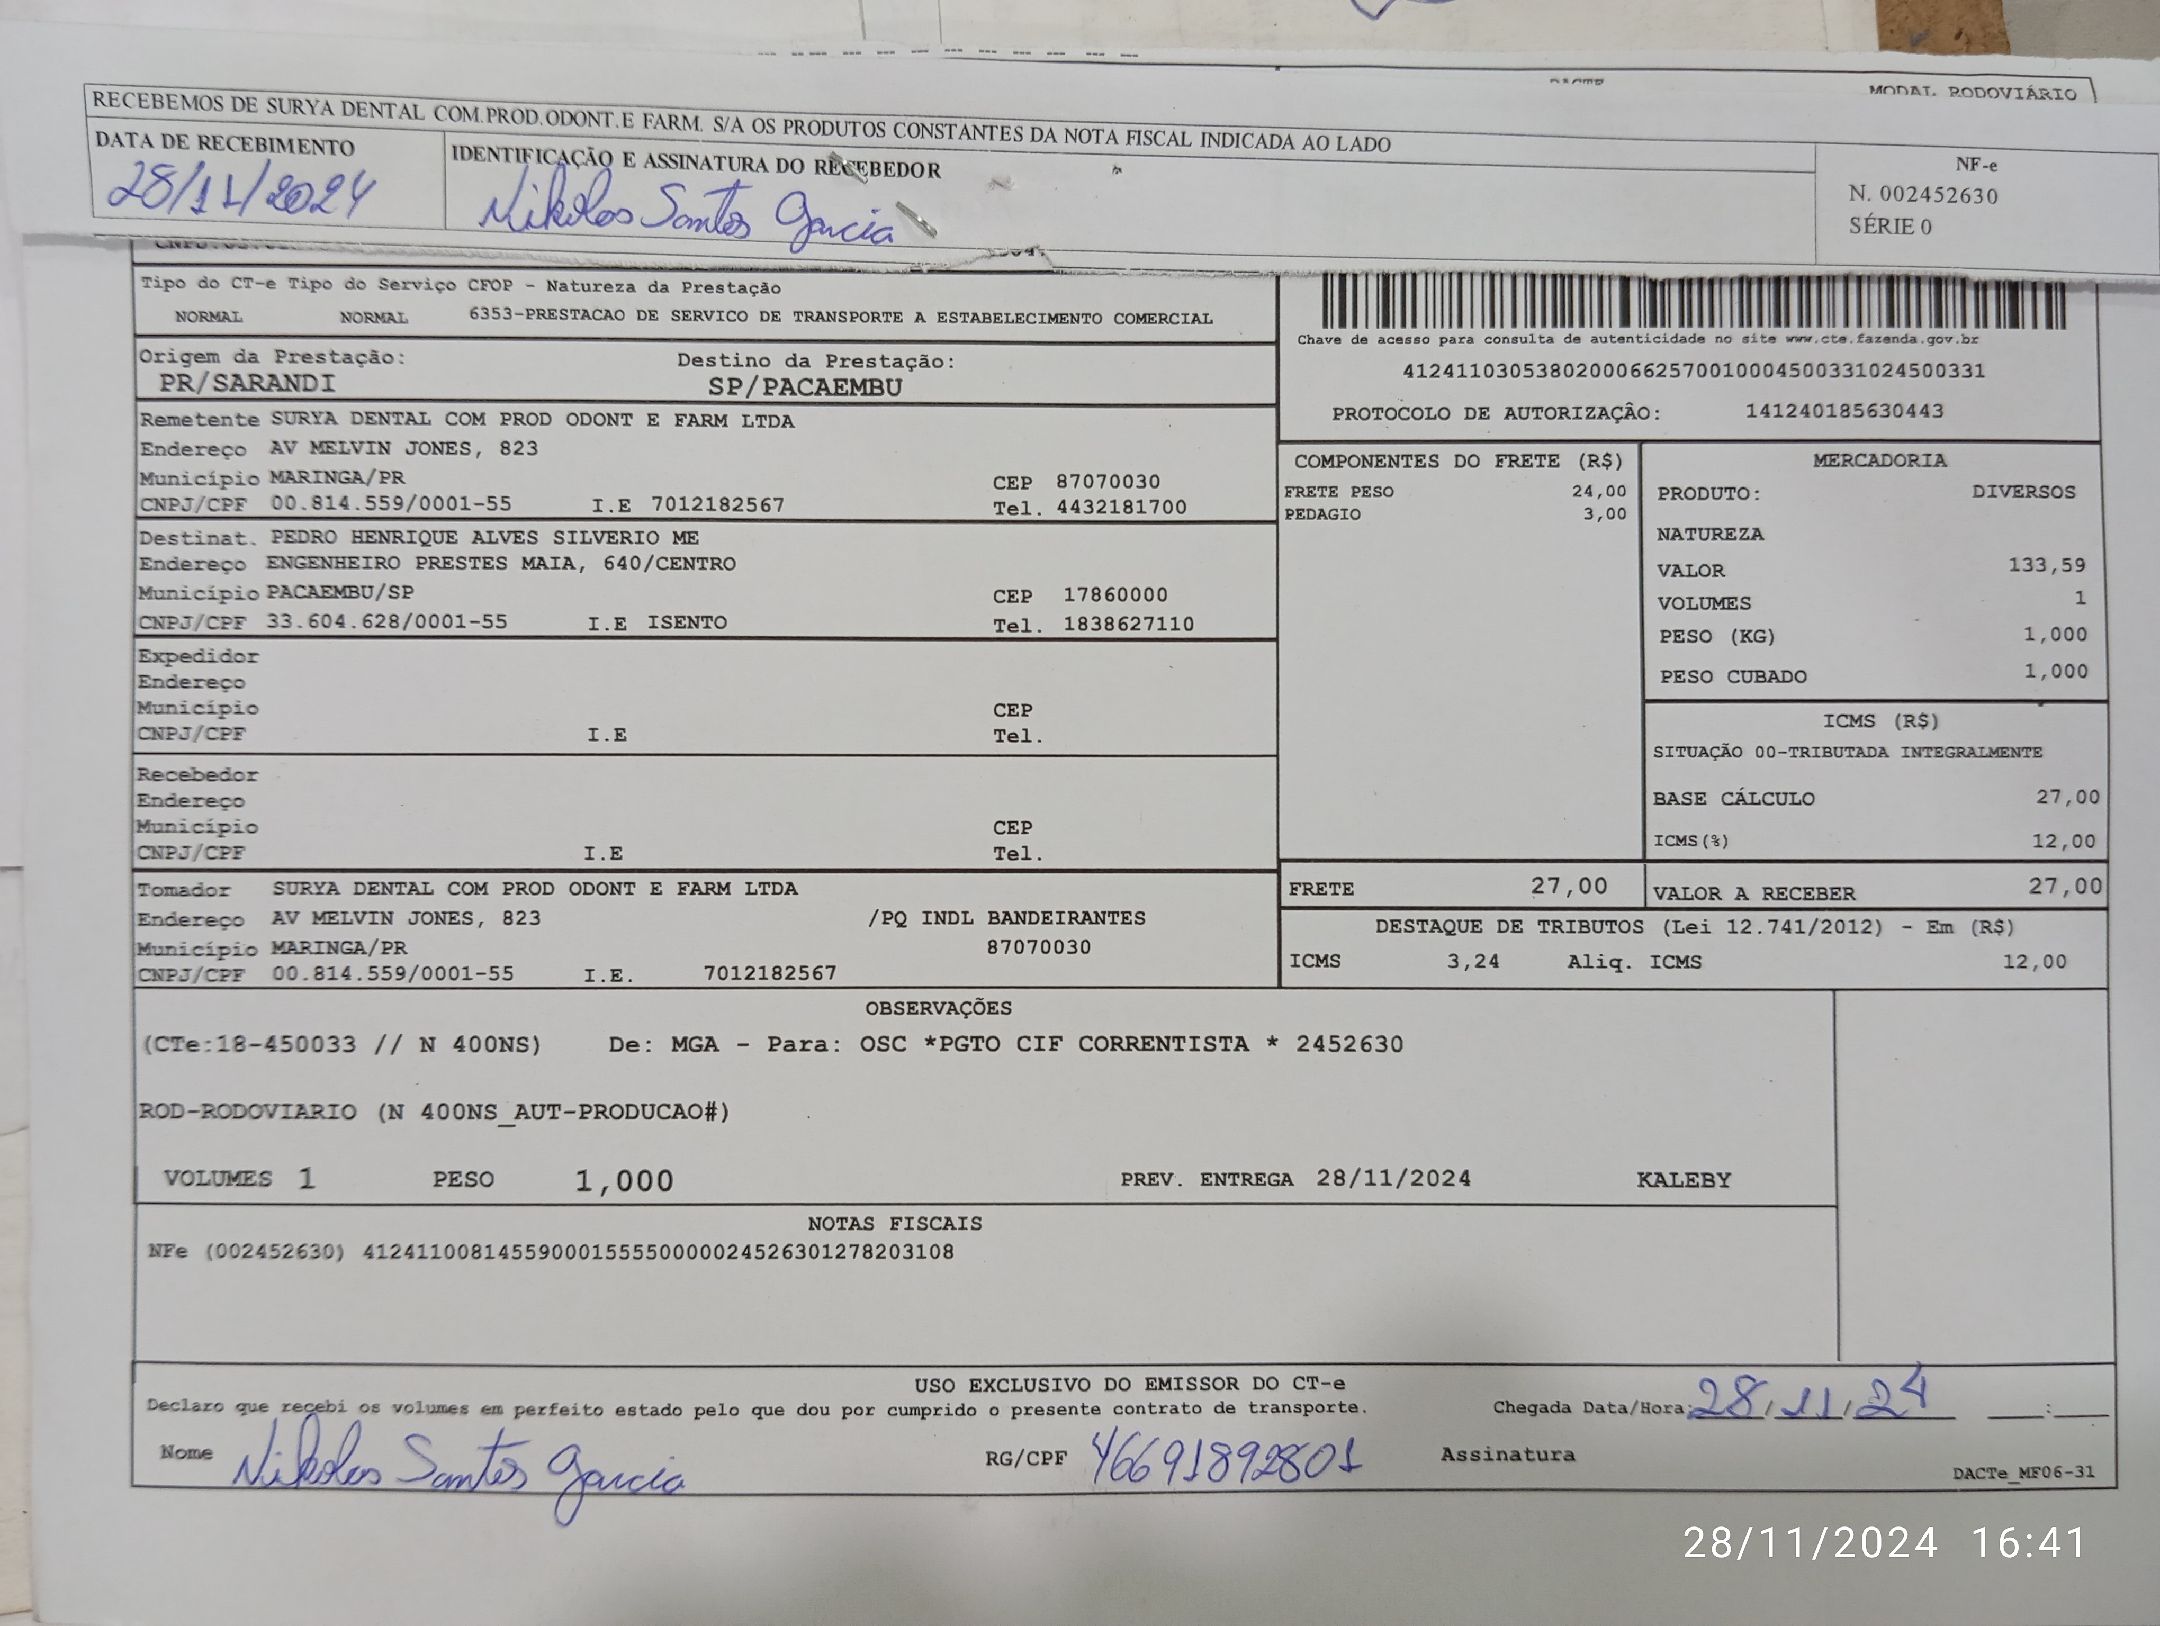 MODAL RODOVIÁRIO
RECEBEMOS DE SURYA DENTAL COM.PROD.ODONT.E FARM. S/A OS PRODUTOS CONSTANTES DA NOTA FISCAL INDICADA AO LADO
DATA DE RECEBIMENTO
28/11/2024
IDENTIFICAÇÃO E ASSINATURA DO RECEBEDOR
Nikolas Santos Garcia
NF-e
N. 002452630
SÉRIE 0
Tipo do CT-e Tipo do Serviço CFOP - Natureza da Prestação
NORMAL NORMAL 6353-PRESTACAO DE SERVICO DE TRANSPORTE A ESTABELECIMENTO COMERCIAL
Origem da Prestação: Destino da Prestação:
PR/SARANDI SP/PACAEMBU
Remetente SURYA DENTAL COM PROD ODONT E FARM LTDA
Endereço AV MELVIN JONES, 823
Município MARINGA/PR CEP 87070030
CNPJ/CPF 00.814.559/0001-55 I.E 7012182567 Tel. 4432181700
Destinat. PEDRO HENRIQUE ALVES SILVERIO ME
Endereço ENGENHEIRO PRESTES MAIA, 640/CENTRO
Município PACAEMBU/SP CEP 17860000
CNPJ/CPF 33.604.628/0001-55 I.E ISENTO Tel. 1838627110
Expedidor
Endereço
Município CEP
CNPJ/CPF I.E Tel.
Recebedor
Endereço
Município CEP
CNPJ/CPF I.E Tel.
Tomador SURYA DENTAL COM PROD ODONT E FARM LTDA
Endereço AV MELVIN JONES, 823 /PQ INDL BANDEIRANTES
Município MARINGA/PR 87070030
CNPJ/CPF 00.814.559/0001-55 I.E. 7012182567
Chave de acesso para consulta de autenticidade no site www.cte.fazenda.gov.br
41241103053802000662570010004500331024500331
PROTOCOLO DE AUTORIZAÇÃO: 141240185630443
COMPONENTES DO FRETE (R$)
FRETE PESO 24,00
PEDAGIO 3,00
MERCADORIA
PRODUTO: DIVERSOS
NATUREZA
VALOR 133,59
VOLUMES 1
PESO (KG) 1,000
PESO CUBADO 1,000
ICMS (R$)
SITUAÇÃO 00-TRIBUTADA INTEGRALMENTE
BASE CÁLCULO 27,00
ICMS(%) 12,00
FRETE 27,00 VALOR A RECEBER 27,00
DESTAQUE DE TRIBUTOS (Lei 12.741/2012) - Em (R$)
ICMS 3,24 Aliq. ICMS 12,00
OBSERVAÇÕES
(CTe:18-450033 // N 400NS) De: MGA - Para: OSC *PGTO CIF CORRENTISTA * 2452630
ROD-RODOVIARIO (N 400NS_AUT-PRODUCAO#)
VOLUMES 1 PESO 1,000 PREV. ENTREGA 28/11/2024 KALEBY
NOTAS FISCAIS
NFe (002452630) 41241100814559000155550000024526301278203108
USO EXCLUSIVO DO EMISSOR DO CT-e
Declaro que recebi os volumes em perfeito estado pelo que dou por cumprido o presente contrato de transporte. Chegada Data/Hora: 28/11/24 ___:___
Nome Nikolas Santos Garcia RG/CPF 46691892801 Assinatura
DACTe_MF06-31
28/11/2024 16:41